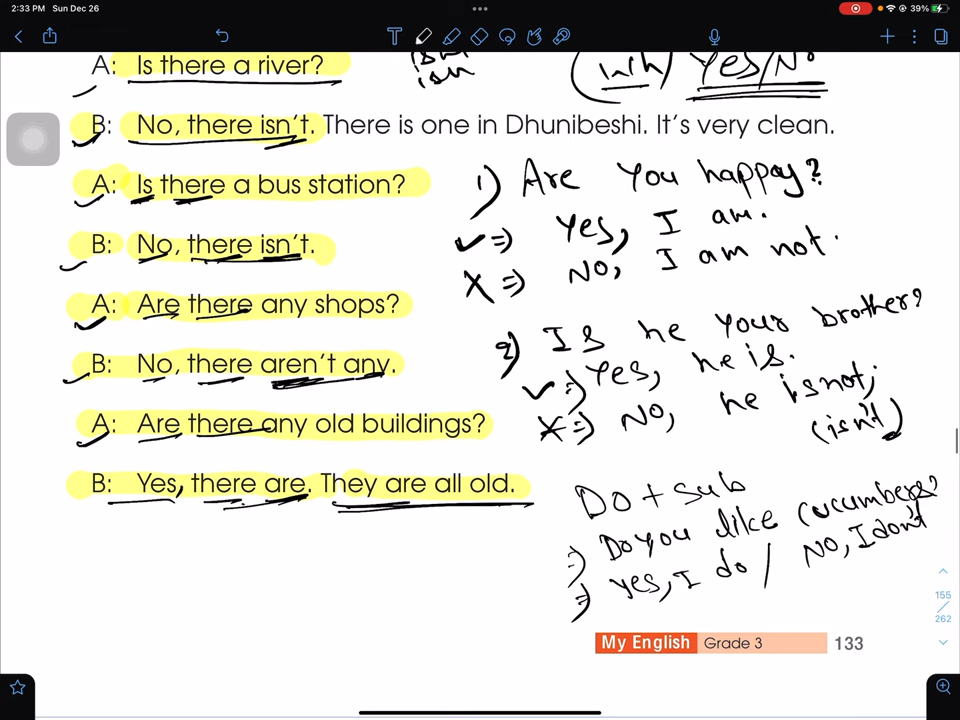 2:33 PM Sun Dec 26
39%
A: Is there a river?
isn
(Wh) Yes/No
B: No, there isn't. There is one in Dhunibeshi. It's very clean.
A: Is there a bus station?
B: No, there isn't.
A: Are there any shops?
B: No, there aren't any.
A: Are there any old buildings?
B: Yes, there are. They are all old.
1) Are You happy?
✓ => Yes, I am.
X => No, I am not.
2) Is he your brother?
✓ => Yes, he is.
X => No, he is not,
(isn't)
Do + sub
Do you like cucumbers?
=> Yes, I do / No, I don't
155
262
My English Grade 3 133